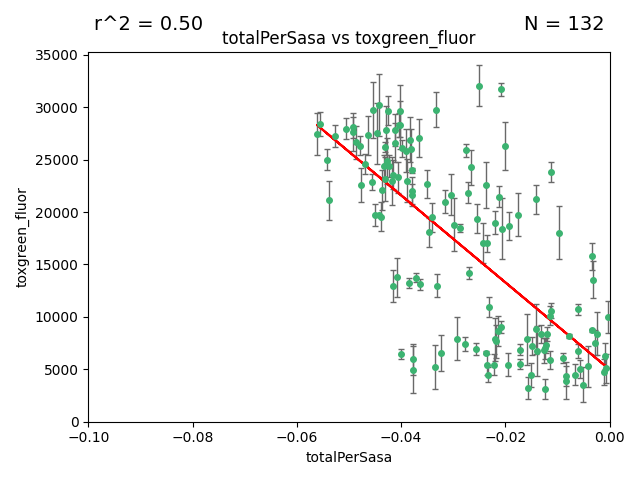 r^2 = 0.50
N = 132
totalPerSasa vs toxgreen_fluor
35000
30000
25000
20000
15000
10000
5000
0
toxgreen_fluor
−0.10
−0.08
−0.06
−0.04
−0.02
0.00
totalPerSasa